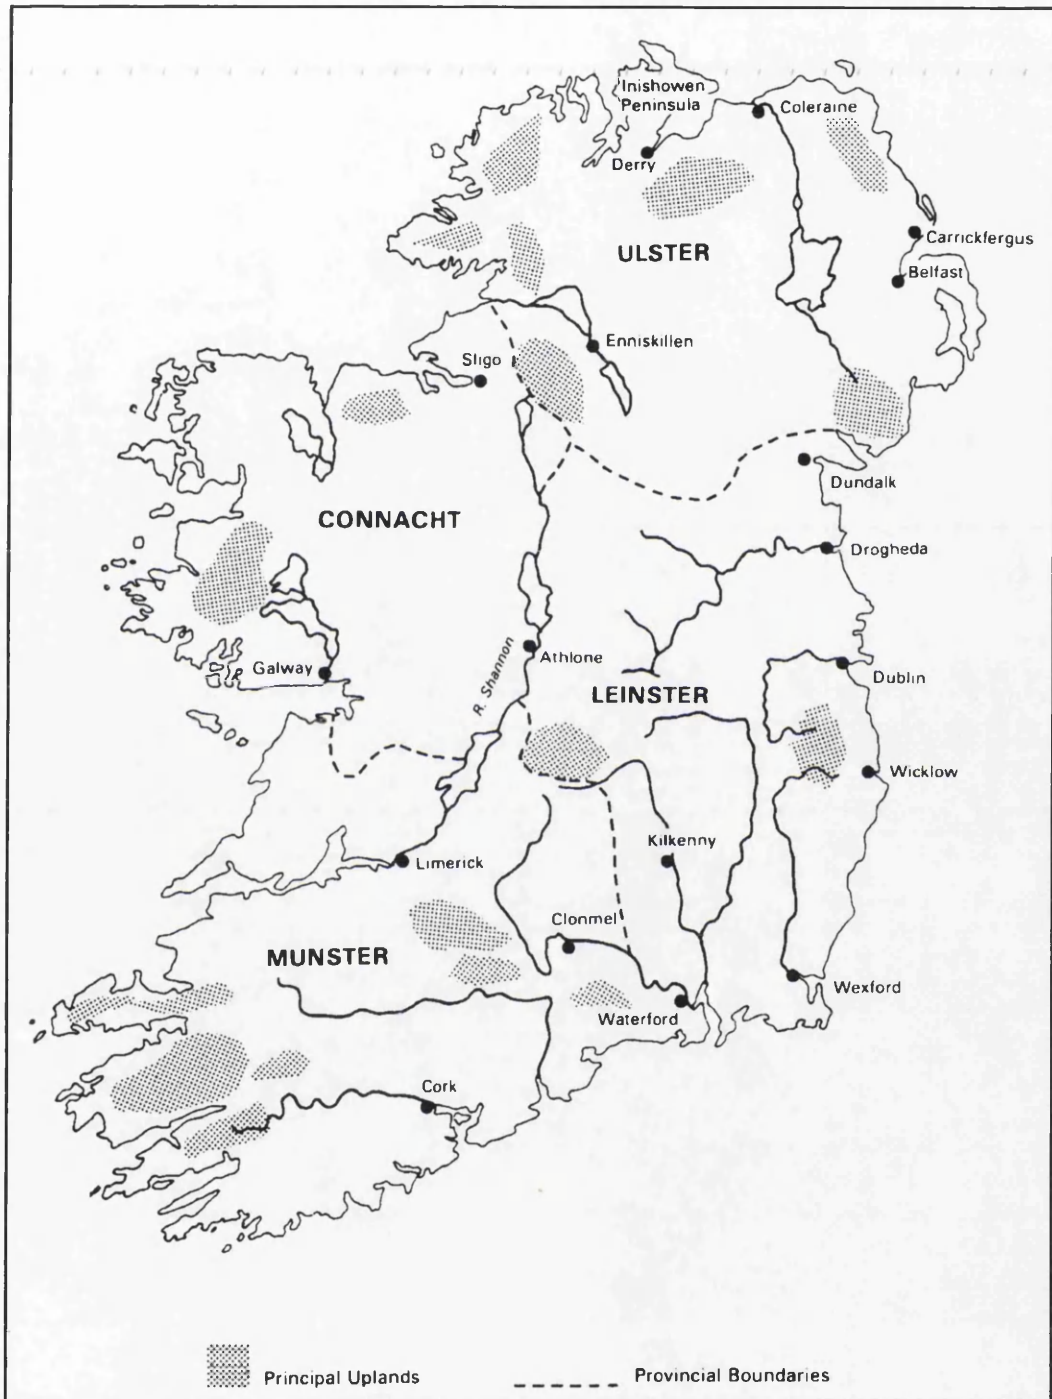 Inishowen
Peninsula
Coleraine
Derry
Carrickfergus
ULSTER
Belfast
Enniskillen
Sligo
Dundalk
CONNACHT
Drogheda
R. Shannon
Athlone
Galway
Dublin
LEINSTER
Wicklow
Kilkenny
Limerick
Clonmel
MUNSTER
Wexford
Waterford
Cork
Principal Uplands
Provincial Boundaries